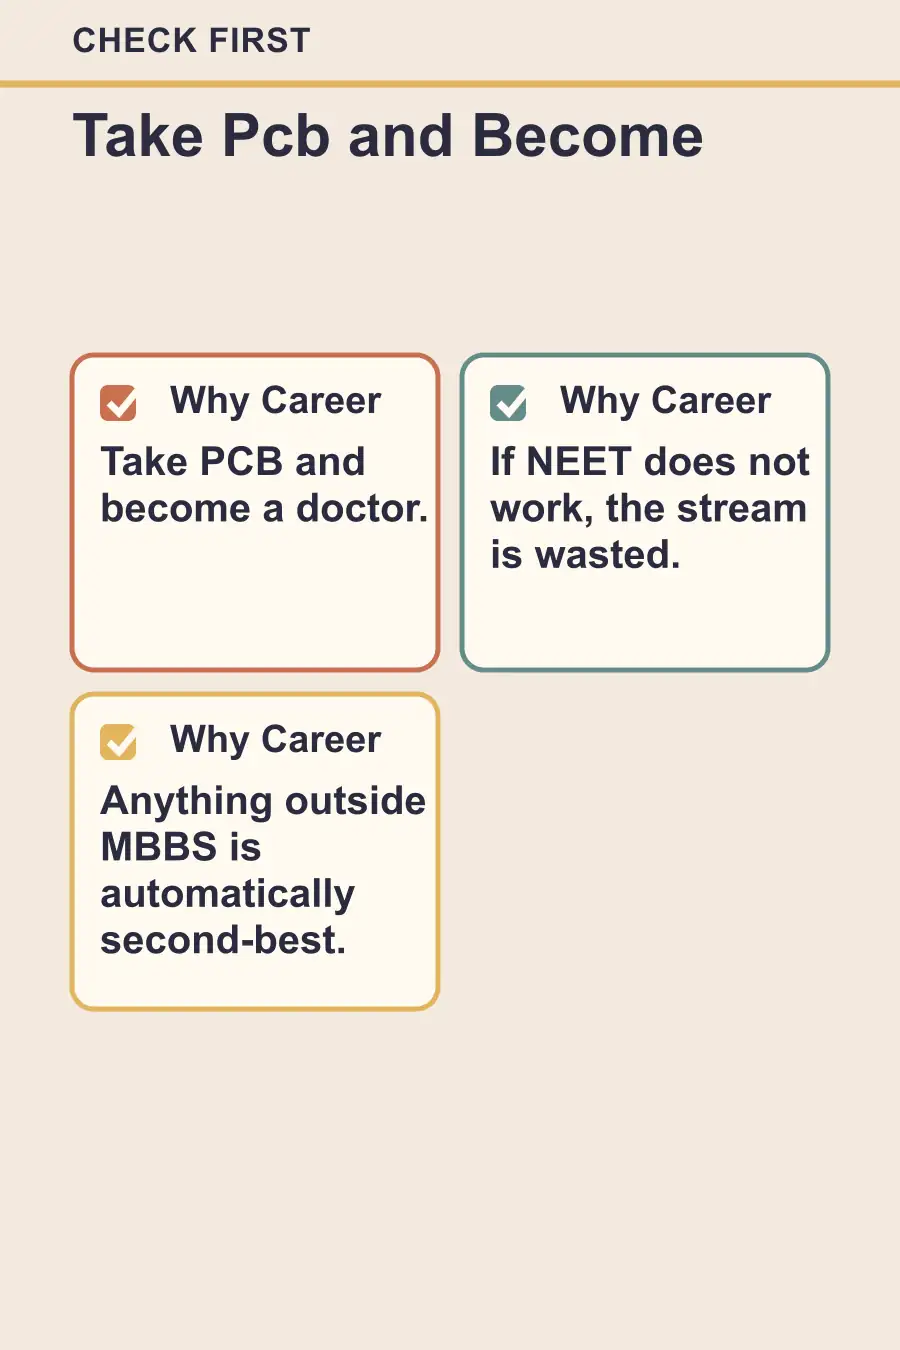 CHECK FIRST
Take Pcb and Become
Why Career
Take PCB and
become a doctor.
Why Career
If NEET does not
work, the stream
is wasted.
Why Career
Anything outside
MBBS is
automatically
second-best.